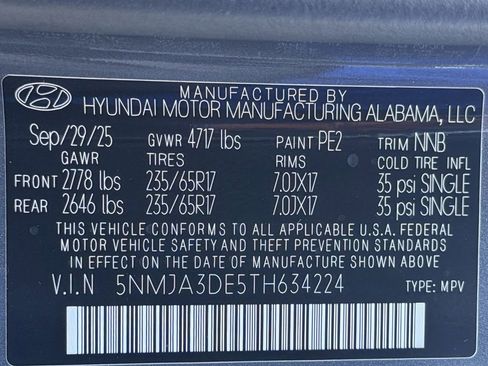 MANUFACTURED BY
HYUNDAI MOTOR MANUFACTURING ALABAMA, LLC
Sep/29/25 GVWR 4717 lbs PAINT PE2 TRIM NNB
GAWR TIRES RIMS COLD TIRE INFL
FRONT 2778 lbs 235/65R17 7.0JX17 35 psi SINGLE
REAR 2646 lbs 235/65R17 7.0JX17 35 psi SINGLE
THIS VEHICLE CONFORMS TO ALL APPLICABLE U.S.A. FEDERAL
MOTOR VEHICLE SAFETY AND THEFT PREVENTION STANDARDS
IN EFFECT ON THE DATE OF MANUFACTURE SHOWN ABOVE
V.I.N 5NMJA3DE5TH634224 TYPE: MPV